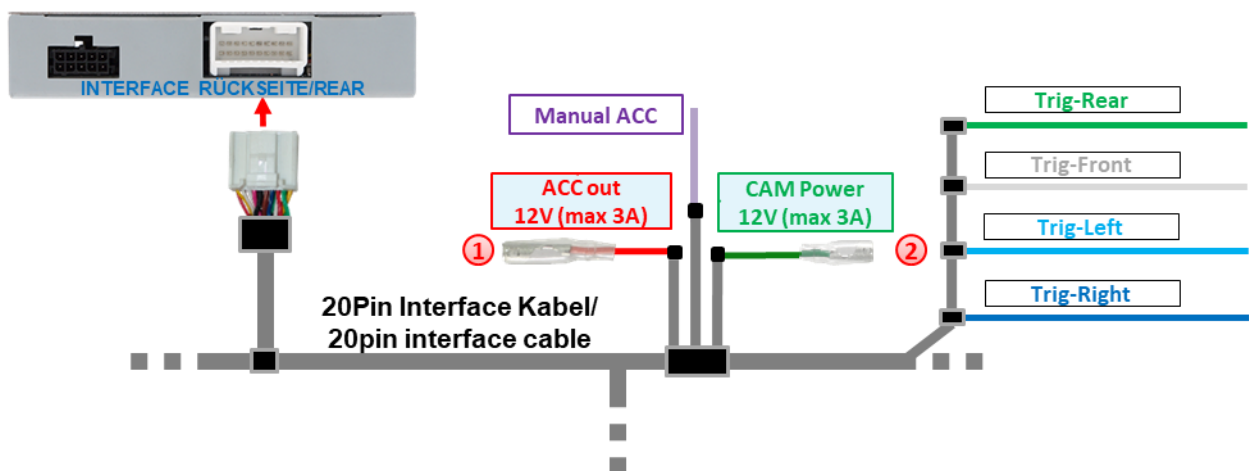 INTERFACE RÜCKSEITE/REAR
Manual ACC
ACC out
12V (max 3A)
CAM Power
12V (max 3A)
1
2
Trig-Rear
Trig-Front
Trig-Left
Trig-Right
20Pin Interface Kabel/
20pin interface cable